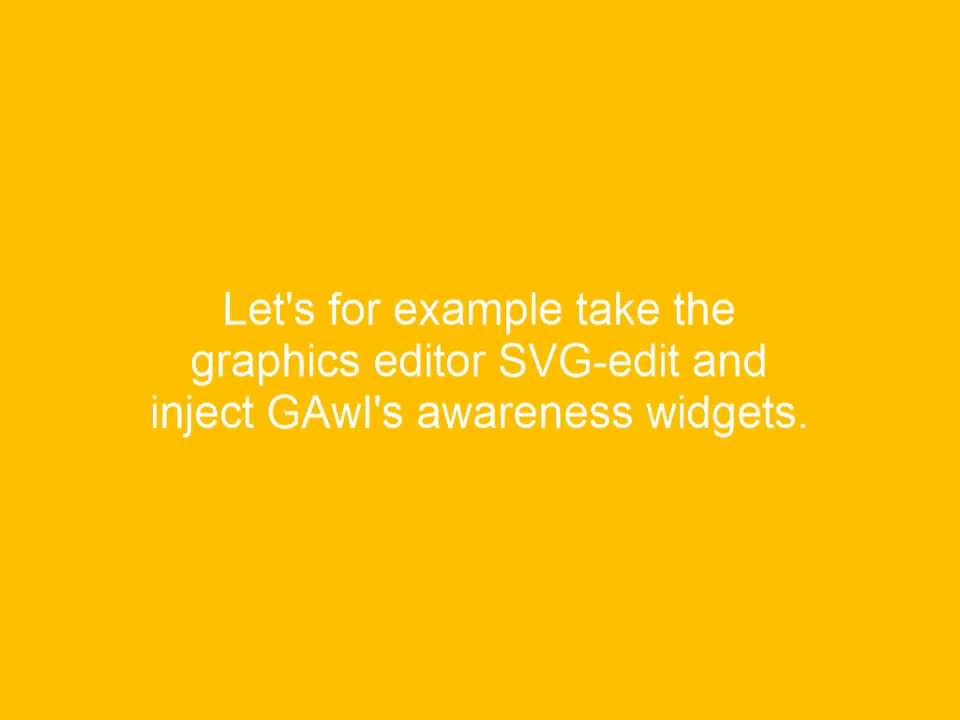 Let's for example take the
graphics editor SVG-edit and
inject GAwI's awareness widgets.